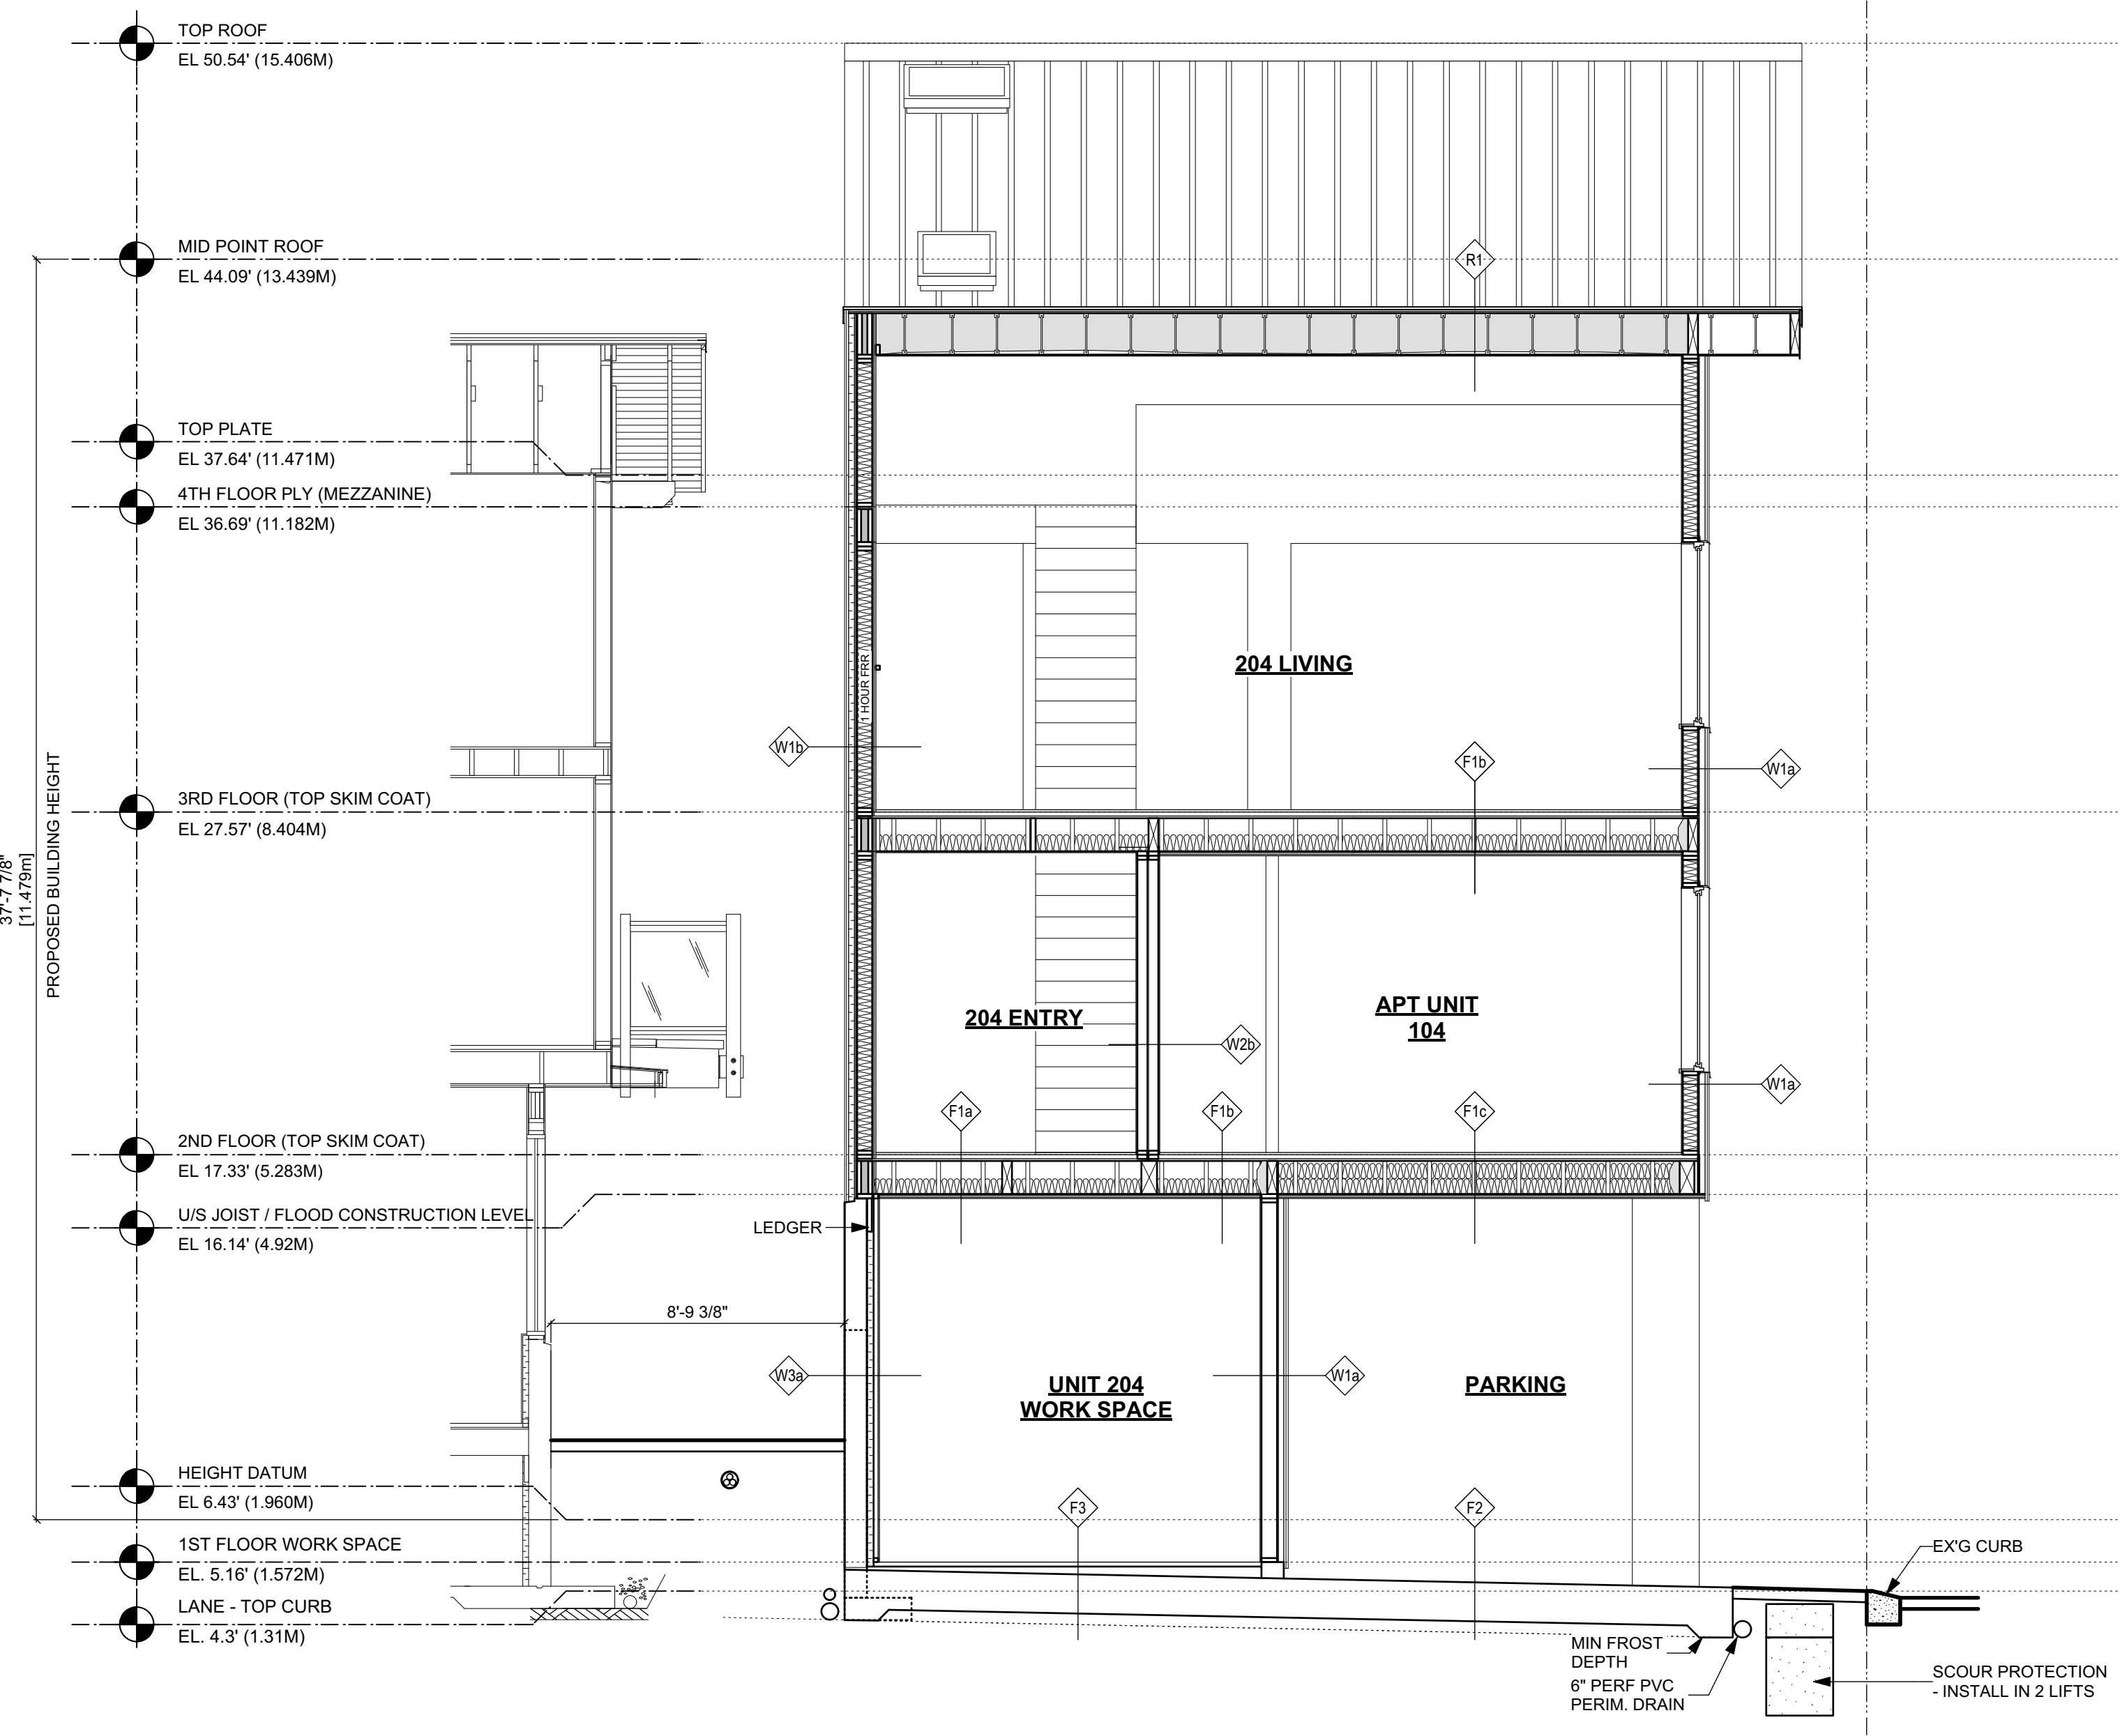 TOP ROOF
EL 50.54' (15.406M)
MID POINT ROOF
EL 44.09' (13.439M)
R1
TOP PLATE
EL 37.64' (11.471M)
4TH FLOOR PLY (MEZZANINE)
EL 36.69' (11.182M)
204 LIVING
1 HOUR FRR
W1b
F1b
W1a
3RD FLOOR (TOP SKIM COAT)
EL 27.57' (8.404M)
37'-7 7/8"
[11.479m]
PROPOSED BUILDING HEIGHT
204 ENTRY
APT UNIT
104
W2b
W1a
F1a
F1b
F1c
2ND FLOOR (TOP SKIM COAT)
EL 17.33' (5.283M)
U/S JOIST / FLOOD CONSTRUCTION LEVEL
EL 16.14' (4.92M)
LEDGER
8'-9 3/8"
W3a
UNIT 204
WORK SPACE
W1a
PARKING
HEIGHT DATUM
EL 6.43' (1.960M)
F3
F2
1ST FLOOR WORK SPACE
EL. 5.16' (1.572M)
EX'G CURB
LANE - TOP CURB
EL. 4.3' (1.31M)
MIN FROST
DEPTH
6" PERF PVC
PERIM. DRAIN
SCOUR PROTECTION
- INSTALL IN 2 LIFTS